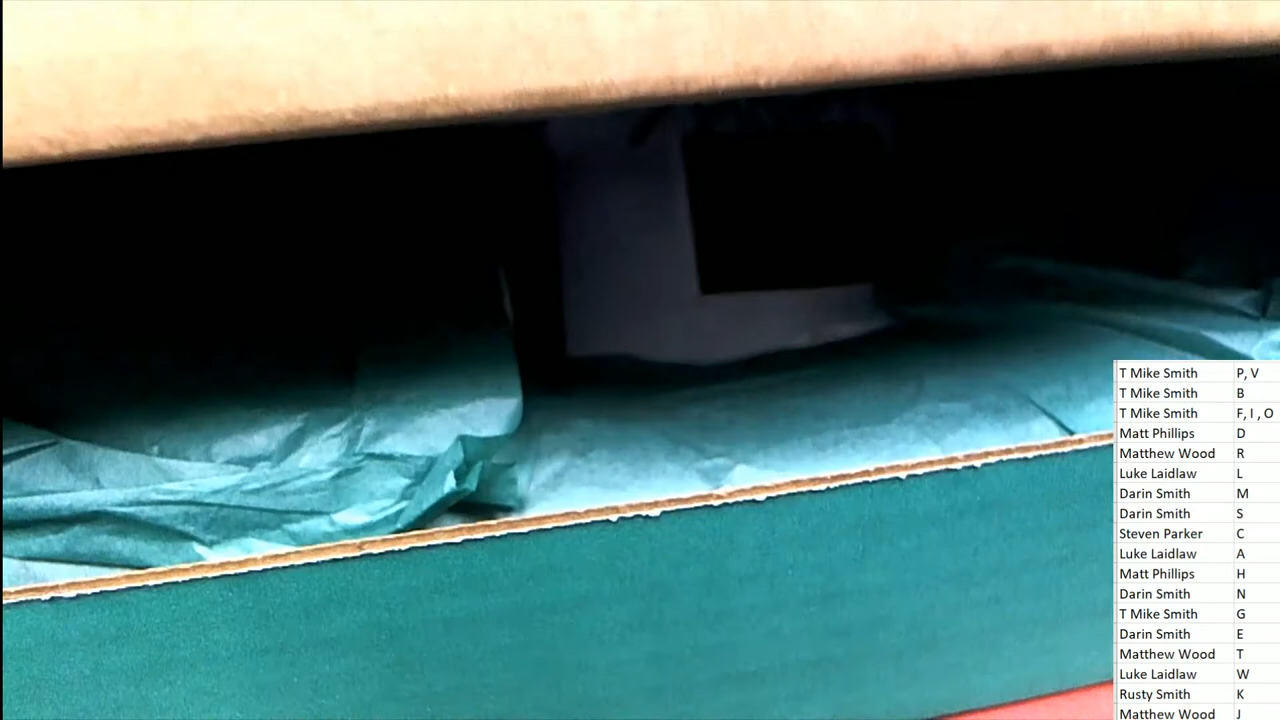 T Mike Smith P, V
T Mike Smith B
T Mike Smith F, I , O
Matt Phillips D
Matthew Wood R
Luke Laidlaw L
Darin Smith M
Darin Smith S
Steven Parker C
Luke Laidlaw A
Matt Phillips H
Darin Smith N
T Mike Smith G
Darin Smith E
Matthew Wood T
Luke Laidlaw W
Rusty Smith K
Matthew Wood J